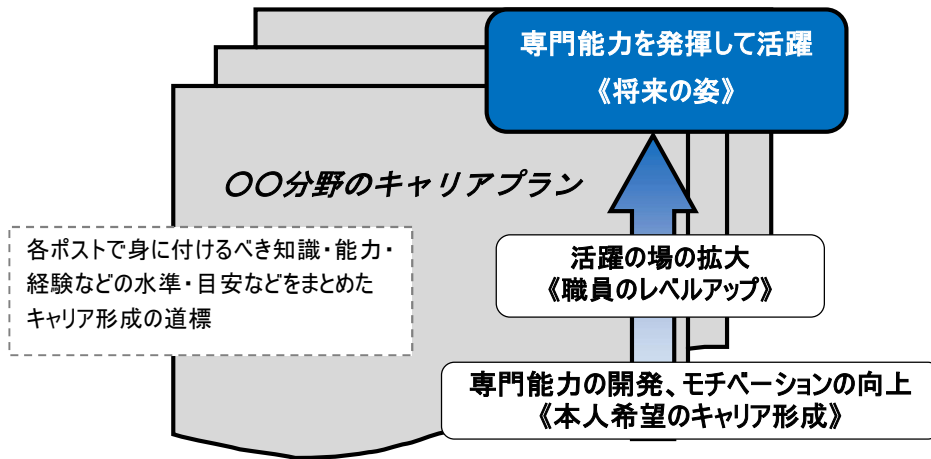 専門能力を発揮して活躍
《将来の姿》
〇〇分野のキャリアプラン
各ポストで身に付けるべき知識・能力・
経験などの水準・目安などをまとめた
キャリア形成の道標
活躍の場の拡大
《職員のレベルアップ》
専門能力の開発、モチベーションの向上
《本人希望のキャリア形成》